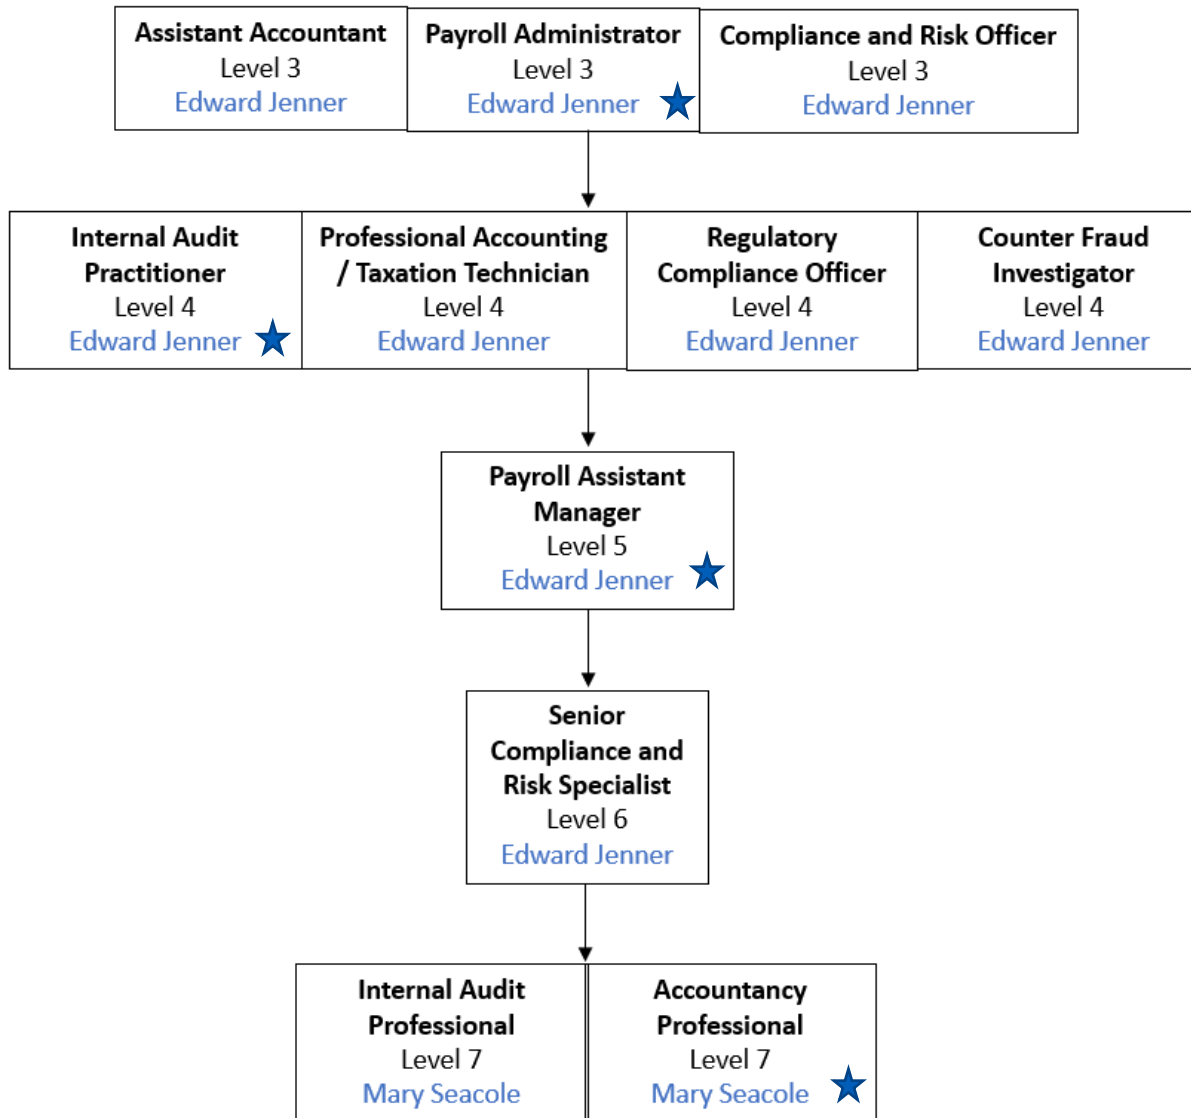 Assistant Accountant
Level 3
Edward Jenner
Payroll Administrator
Level 3
Edward Jenner
Compliance and Risk Officer
Level 3
Edward Jenner
Internal Audit
Practitioner
Level 4
Edward Jenner
Professional Accounting
/ Taxation Technician
Level 4
Edward Jenner
Regulatory
Compliance Officer
Level 4
Edward Jenner
Counter Fraud
Investigator
Level 4
Edward Jenner
Payroll Assistant
Manager
Level 5
Edward Jenner
Senior
Compliance and
Risk Specialist
Level 6
Edward Jenner
Internal Audit
Professional
Level 7
Mary Seacole
Accountancy
Professional
Level 7
Mary Seacole